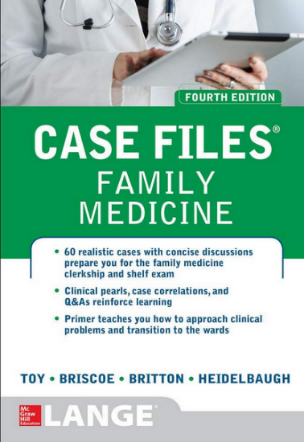 FOURTH EDITION
CASE FILES®
FAMILY
MEDICINE
• 60 realistic cases with concise discussions
prepare you for the family medicine
clerkship and shelf exam
• Clinical pearls, case correlations, and
Q&As reinforce learning
• Primer teaches you how to approach clinical
problems and transition to the wards
TOY • BRISCOE • BRITTON • HEIDELBAUGH
Mc
Graw
Hill
Education
LANGE®